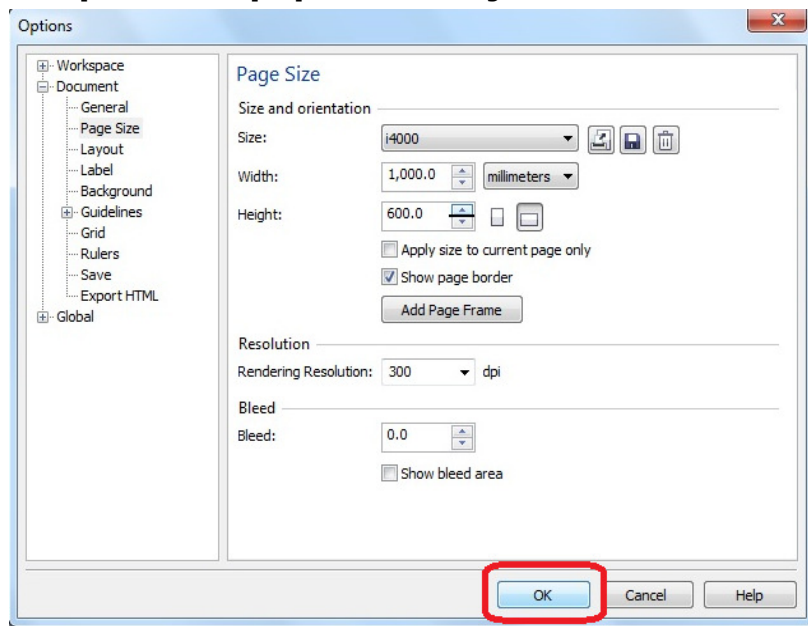 Options
Workspace
Document
General
Page Size
Layout
Label
Background
Guidelines
Grid
Rulers
Save
Export HTML
Global
Page Size
Size and orientation
Size: i4000
Width: 1,000.0 millimeters
Height: 600.0
Apply size to current page only
Show page border
Add Page Frame
Resolution
Rendering Resolution: 300 dpi
Bleed
Bleed: 0.0
Show bleed area
OK Cancel Help